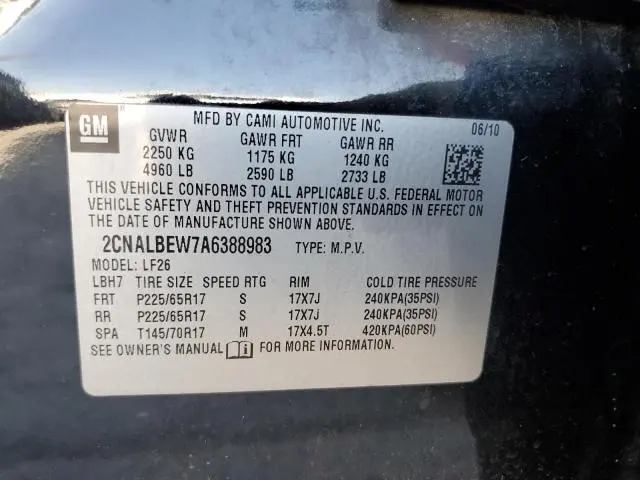 GM
MFD BY CAMI AUTOMOTIVE INC. 06/10
GVWR GAWR FRT GAWR RR
2250 KG 1175 KG 1240 KG
4960 LB 2590 LB 2733 LB
THIS VEHICLE CONFORMS TO ALL APPLICABLE U.S. FEDERAL MOTOR
VEHICLE SAFETY AND THEFT PREVENTION STANDARDS IN EFFECT ON
THE DATE OF MANUFACTURE SHOWN ABOVE.
2CNALBEW7A6388983 TYPE: M.P.V.
MODEL: LF26
LBH7 TIRE SIZE SPEED RTG RIM COLD TIRE PRESSURE
FRT P225/65R17 S 17X7J 240KPA(35PSI)
RR P225/65R17 S 17X7J 240KPA(35PSI)
SPA T145/70R17 M 17X4.5T 420KPA(60PSI)
SEE OWNER'S MANUAL i FOR MORE INFORMATION.